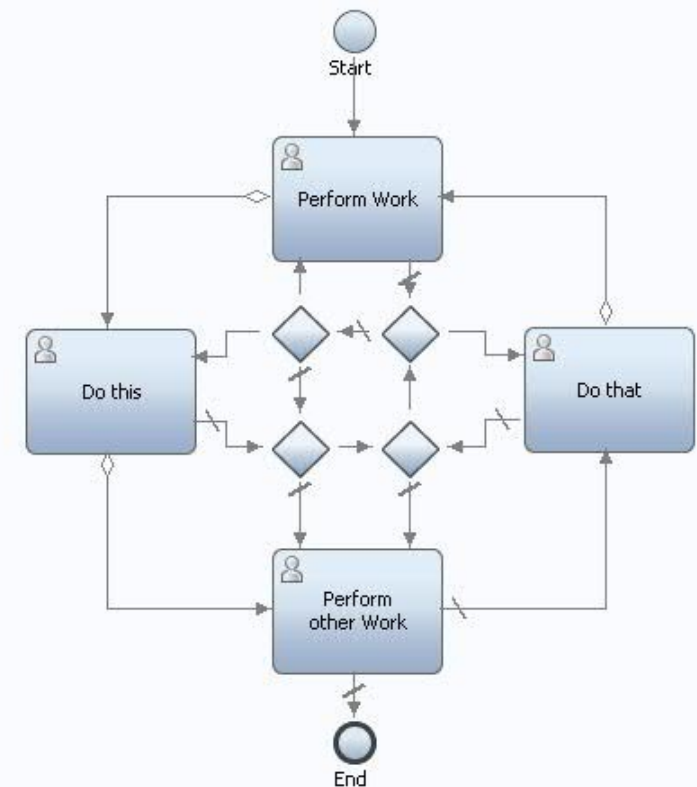 Start
Perform Work
Do this
Do that
Perform
other Work
End